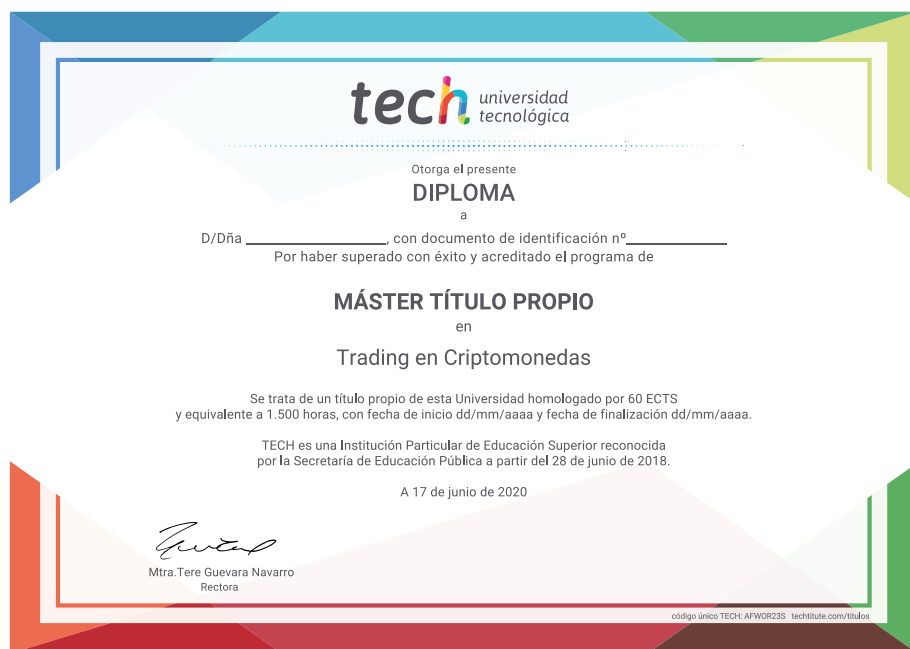 tech universidad
tecnológica
Otorga el presente
DIPLOMA
a
D/Dña ____________________, con documento de identificación nº______________
Por haber superado con éxito y acreditado el programa de
MÁSTER TÍTULO PROPIO
en
Trading en Criptomonedas
Se trata de un título propio de esta Universidad homologado por 60 ECTS
y equivalente a 1.500 horas, con fecha de inicio dd/mm/aaaa y fecha de finalización dd/mm/aaaa.
TECH es una Institución Particular de Educación Superior reconocida
por la Secretaría de Educación Pública a partir del 28 de junio de 2018.
A 17 de junio de 2020
Mtra.Tere Guevara Navarro
Rectora
código único TECH: AFWOR23S techtitute.com/titulos